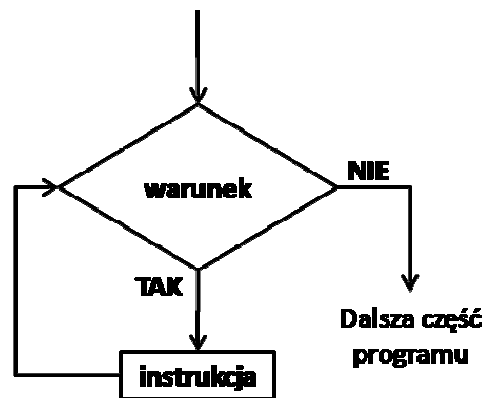 warunek
NIE
TAK
Dalsza część
programu
instrukcja